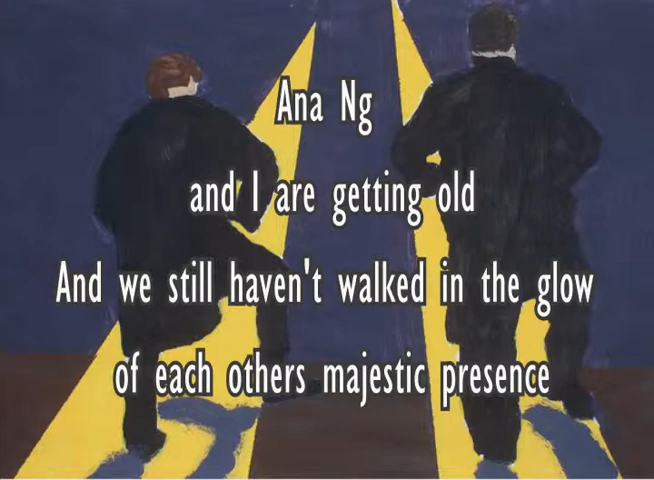 Ana Ng
and I are getting old
And we still haven't walked in the glow
of each others majestic presence